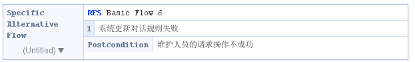 Specific Alternative Flow
(Untitled) ▼
RFS Basic Flow 6
1 系统更新对话规则失败
Postcondition 维护人员的请求操作不成功